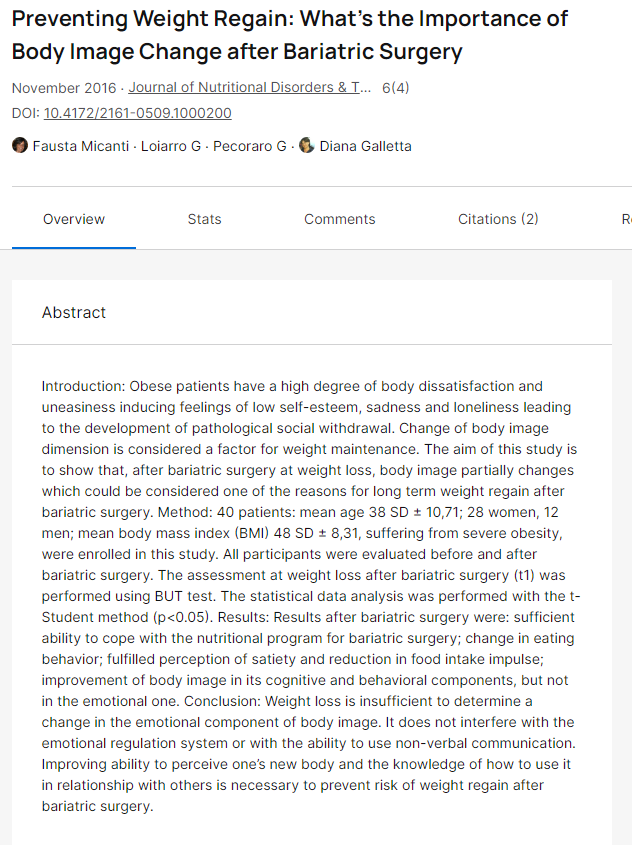 Preventing Weight Regain: What's the Importance of
Body Image Change after Bariatric Surgery
November 2016 · Journal of Nutritional Disorders & T... 6(4)
DOI: 10.4172/2161-0509.1000200
Fausta Micanti · Loiarro G · Pecoraro G · Diana Galletta
Overview Stats Comments Citations (2)
Abstract
Introduction: Obese patients have a high degree of body dissatisfaction and
uneasiness inducing feelings of low self-esteem, sadness and loneliness leading
to the development of pathological social withdrawal. Change of body image
dimension is considered a factor for weight maintenance. The aim of this study is
to show that, after bariatric surgery at weight loss, body image partially changes
which could be considered one of the reasons for long term weight regain after
bariatric surgery. Method: 40 patients: mean age 38 SD ± 10,71; 28 women, 12
men; mean body mass index (BMI) 48 SD ± 8,31, suffering from severe obesity,
were enrolled in this study. All participants were evaluated before and after
bariatric surgery. The assessment at weight loss after bariatric surgery (t1) was
performed using BUT test. The statistical data analysis was performed with the t-
Student method (p<0.05). Results: Results after bariatric surgery were: sufficient
ability to cope with the nutritional program for bariatric surgery; change in eating
behavior; fulfilled perception of satiety and reduction in food intake impulse;
improvement of body image in its cognitive and behavioral components, but not
in the emotional one. Conclusion: Weight loss is insufficient to determine a
change in the emotional component of body image. It does not interfere with the
emotional regulation system or with the ability to use non-verbal communication.
Improving ability to perceive one's new body and the knowledge of how to use it
in relationship with others is necessary to prevent risk of weight regain after
bariatric surgery.